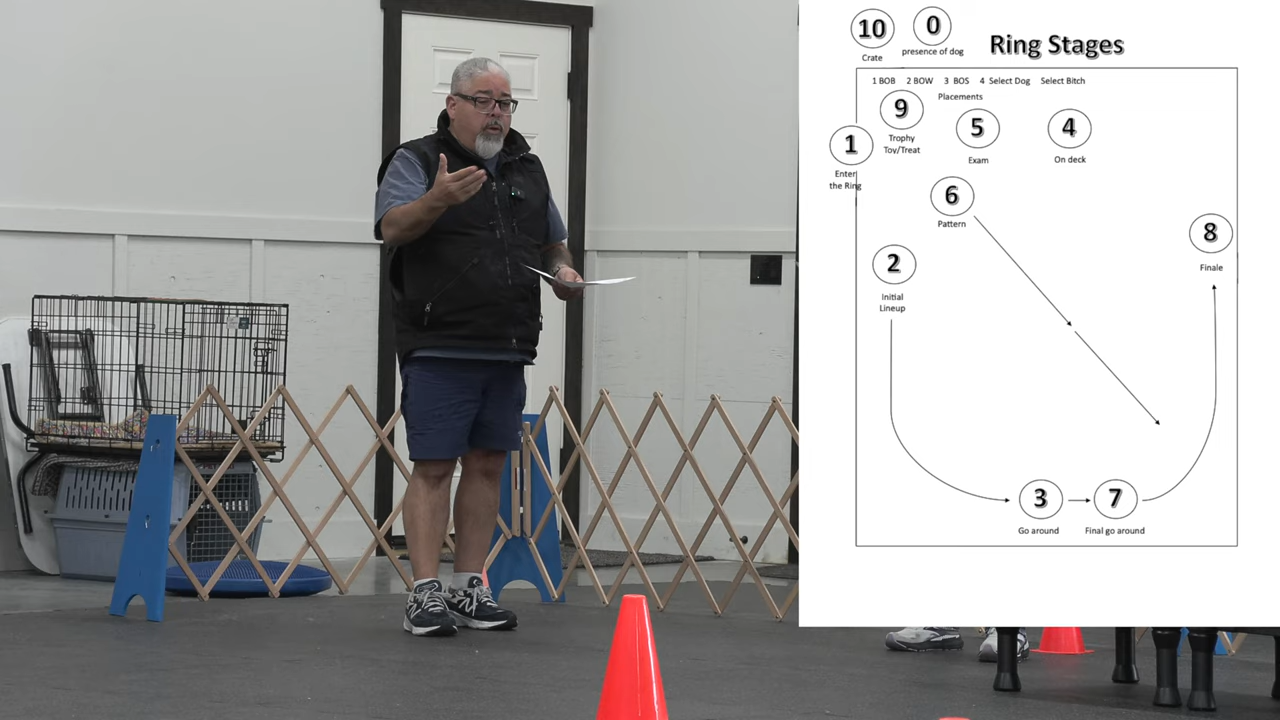 10
0
Ring Stages
Crate
presence of dog
1 BOB 2 BOW 3 BOS 4 Select Dog Select Bitch
Placements
9
5
4
1
Trophy
Toy/Treat
Exam
On deck
Enter
the Ring
6
Pattern
8
Finale
2
Initial
Lineup
3
7
Go around
Final go around
N